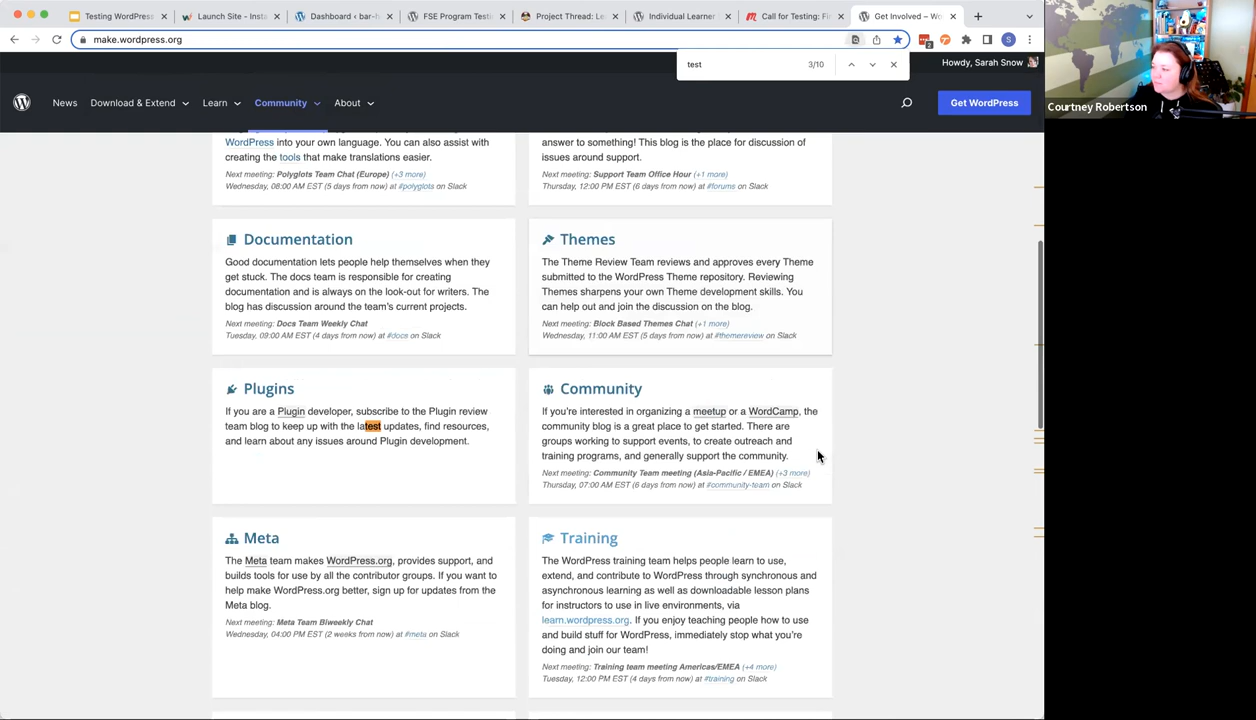 Testing WordPress
Launch Site - Insta
Dashboard ‹ bar-h
FSE Program Testi
Project Thread: Le
Individual Learner
Call for Testing: Fi
Get Involved – Wo
make.wordpress.org
2
S
test
3/10
Howdy, Sarah Snow
News
Download & Extend
Learn
Community
About
Get WordPress
WordPress into your own language. You can also assist with
creating the tools that make translations easier.
Next meeting: Polyglots Team Chat (Europe) (+3 more)
Wednesday, 08:00 AM EST (5 days from now) at #polyglots on Slack
answer to something! This blog is the place for discussion of
issues around support.
Next meeting: Support Team Office Hour (+1 more)
Thursday, 12:00 PM EST (6 days from now) at #forums on Slack
Documentation
Good documentation lets people help themselves when they
get stuck. The docs team is responsible for creating
documentation and is always on the look-out for writers. The
blog has discussion around the team's current projects.
Next meeting: Docs Team Weekly Chat
Tuesday, 09:00 AM EST (4 days from now) at #docs on Slack
Themes
The Theme Review Team reviews and approves every Theme
submitted to the WordPress Theme repository. Reviewing
Themes sharpens your own Theme development skills. You
can help out and join the discussion on the blog.
Next meeting: Block Based Themes Chat (+1 more)
Wednesday, 11:00 AM EST (5 days from now) at #themereview on Slack
Plugins
If you are a Plugin developer, subscribe to the Plugin review
team blog to keep up with the latest updates, find resources,
and learn about any issues around Plugin development.
Community
If you're interested in organizing a meetup or a WordCamp, the
community blog is a great place to get started. There are
groups working to support events, to create outreach and
training programs, and generally support the community.
Next meeting: Community Team meeting (Asia-Pacific / EMEA) (+3 more)
Thursday, 07:00 AM EST (6 days from now) at #community-team on Slack
Meta
The Meta team makes WordPress.org, provides support, and
builds tools for use by all the contributor groups. If you want to
help make WordPress.org better, sign up for updates from the
Meta blog.
Next meeting: Meta Team Biweekly Chat
Wednesday, 04:00 PM EST (2 weeks from now) at #meta on Slack
Training
The WordPress training team helps people learn to use,
extend, and contribute to WordPress through synchronous and
asynchronous learning as well as downloadable lesson plans
for instructors to use in live environments, via
learn.wordpress.org. If you enjoy teaching people how to use
and build stuff for WordPress, immediately stop what you're
doing and join our team!
Next meeting: Training team meeting Americas/EMEA (+4 more)
Tuesday, 12:00 PM EST (4 days from now) at #training on Slack
Courtney Robertson